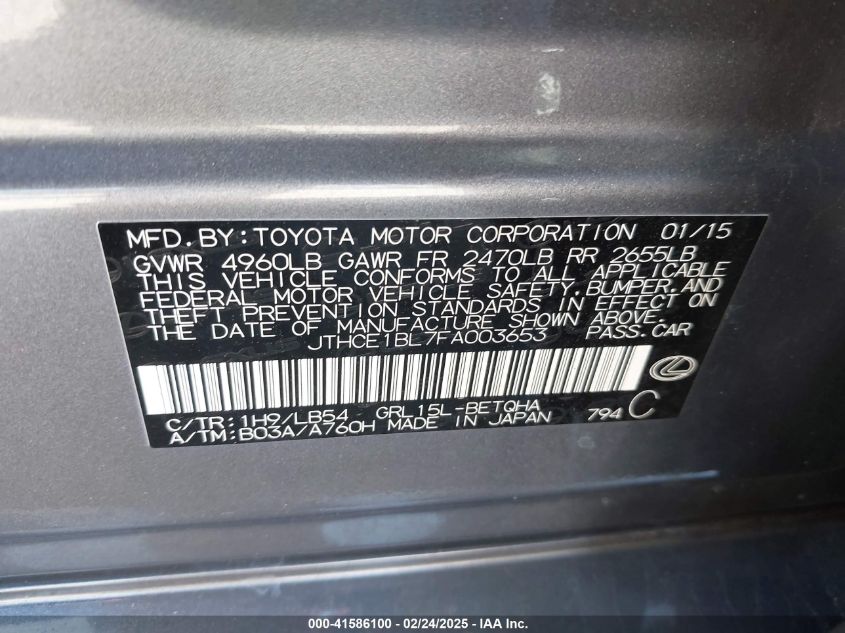 MFD. BY: TOYOTA MOTOR CORPORATION 01/15
GVWR 4960LB GAWR FR 2470LB RR 2655LB
THIS VEHICLE CONFORMS TO ALL APPLICABLE
FEDERAL MOTOR VEHICLE SAFETY, BUMPER, AND
THEFT PREVENTION STANDARDS IN EFFECT ON
THE DATE OF MANUFACTURE SHOWN ABOVE.
JTHCE1BL7FA003653 PASS. CAR
C/TR: 1H9/LB54 GRL15L-BETQHA
A/TM: B03A/A760H MADE IN JAPAN 794 C
000-41586100 - 02/24/2025 - IAA Inc.